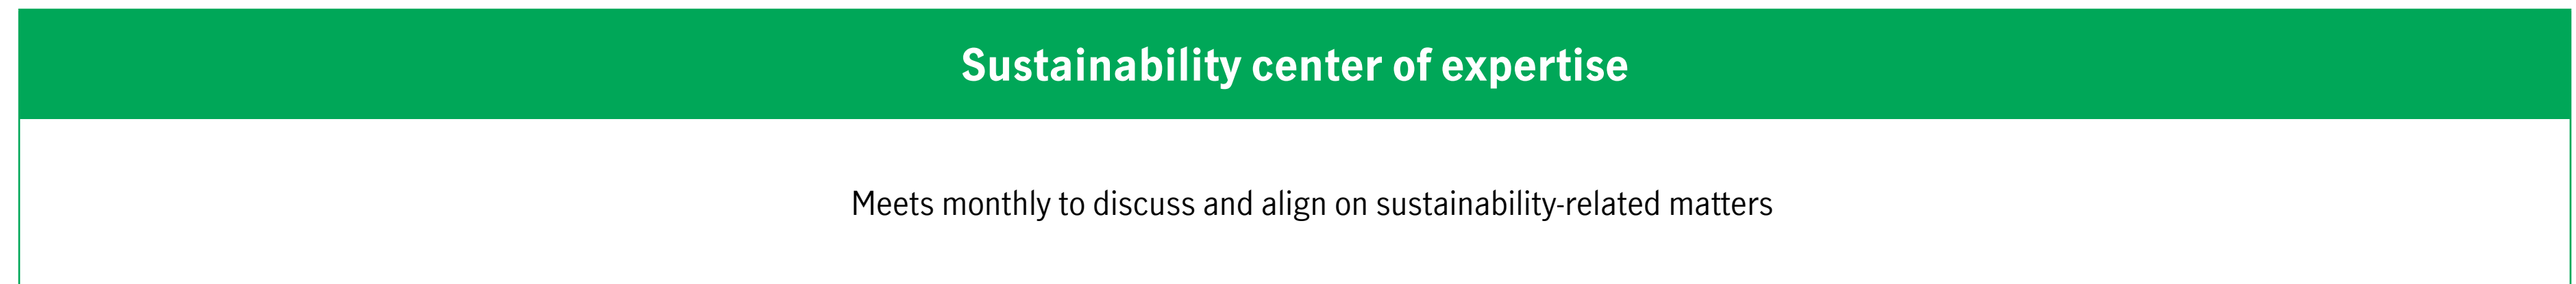 Sustainability center of expertise
Meets monthly to discuss and align on sustainability-related matters